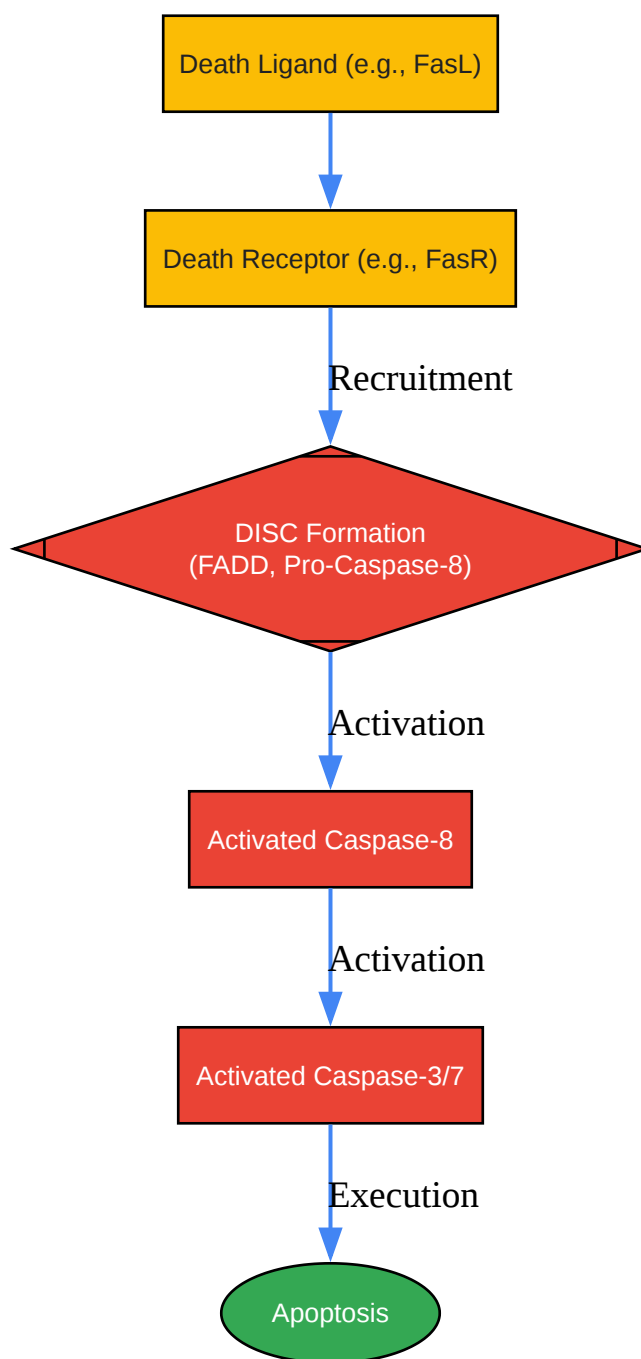 Death Ligand (e.g., FasL)
Death Receptor (e.g., FasR)
Recruitment
DISC Formation
(FADD, Pro-Caspase-8)
Activation
Activated Caspase-8
Activation
Activated Caspase-3/7
Execution
Apoptosis